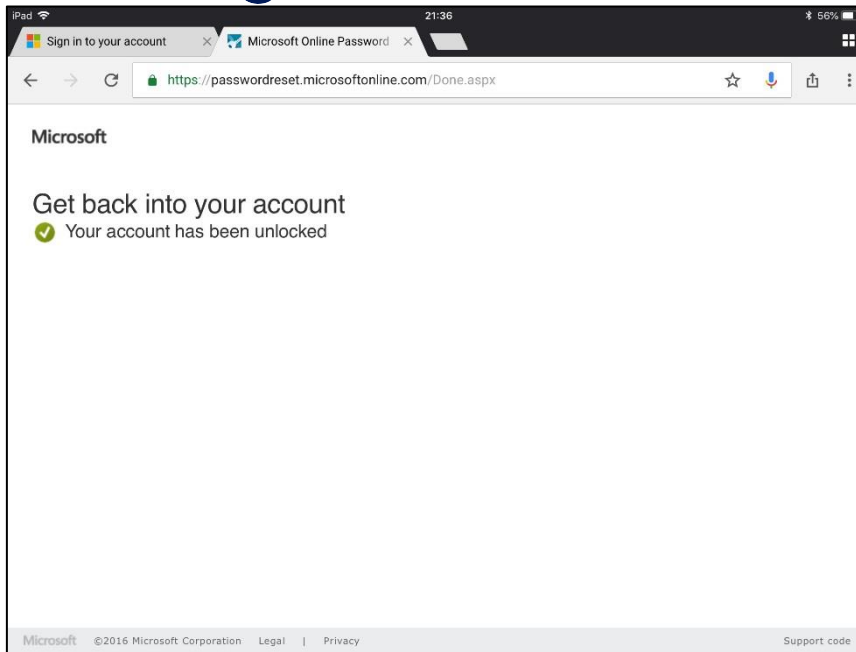 iPad 21:36 56%
Sign in to your account Microsoft Online Password
https://passwordreset.microsoftonline.com/Done.aspx
Microsoft
Get back into your account
Your account has been unlocked
Microsoft ©2016 Microsoft Corporation Legal | Privacy Support code